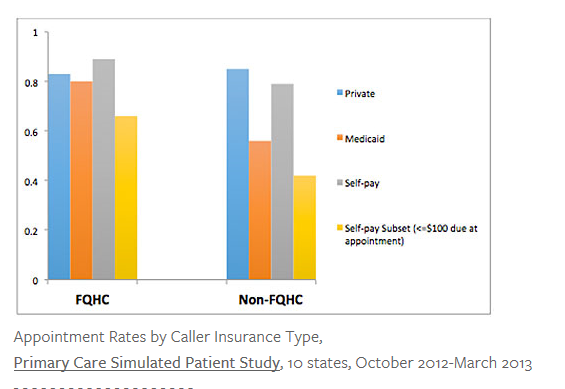 1
0.8
0.6
0.4
0.2
0
FQHC
Non-FQHC
Private
Medicaid
Self-pay
Self-pay Subset (<=$100 due at
appointment)
Appointment Rates by Caller Insurance Type,
Primary Care Simulated Patient Study, 10 states, October 2012-March 2013